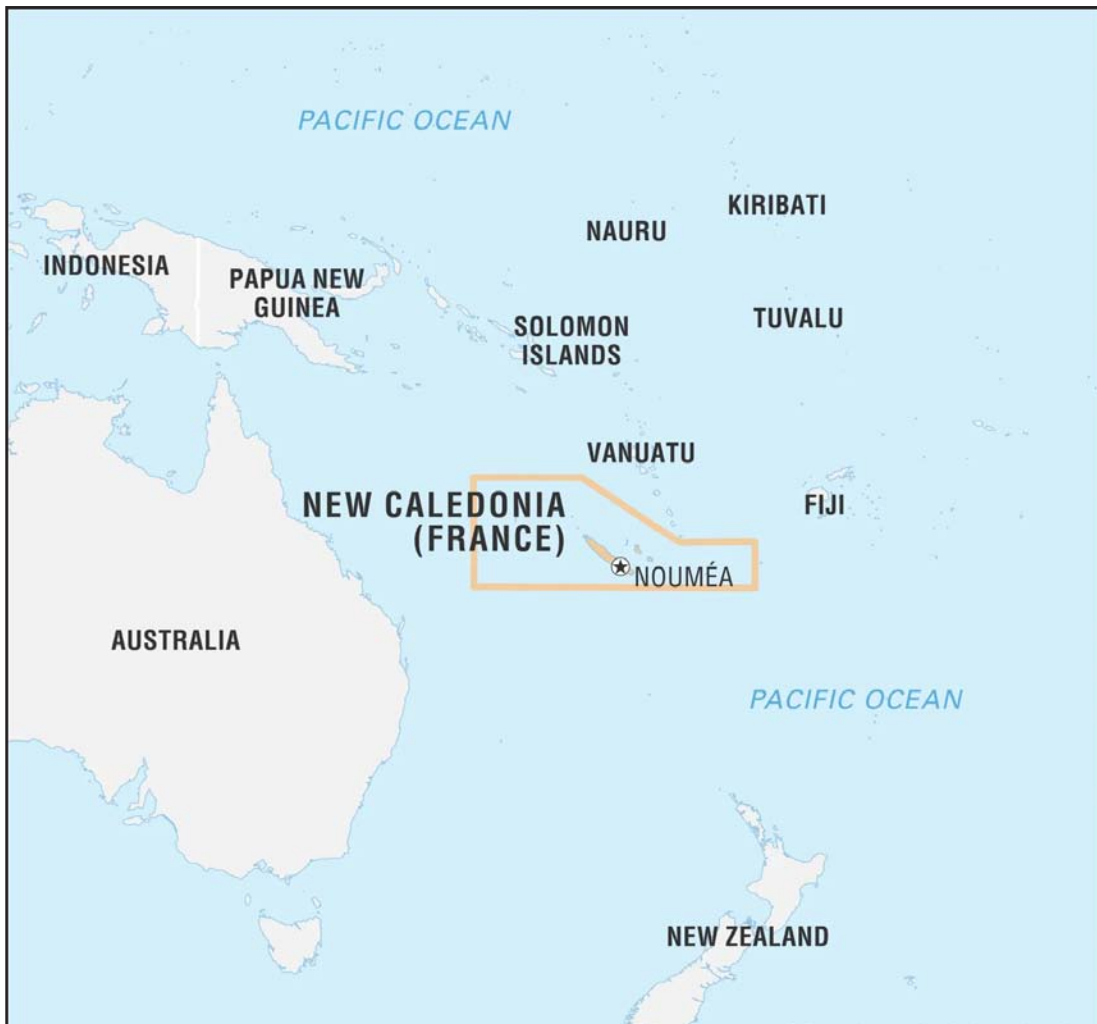 PACIFIC OCEAN
KIRIBATI
NAURU
INDONESIA
PAPUA NEW
GUINEA
TUVALU
SOLOMON
ISLANDS
VANUATU
NEW CALEDONIA
(FRANCE)
FIJI
NOUMÉA
AUSTRALIA
PACIFIC OCEAN
NEW ZEALAND